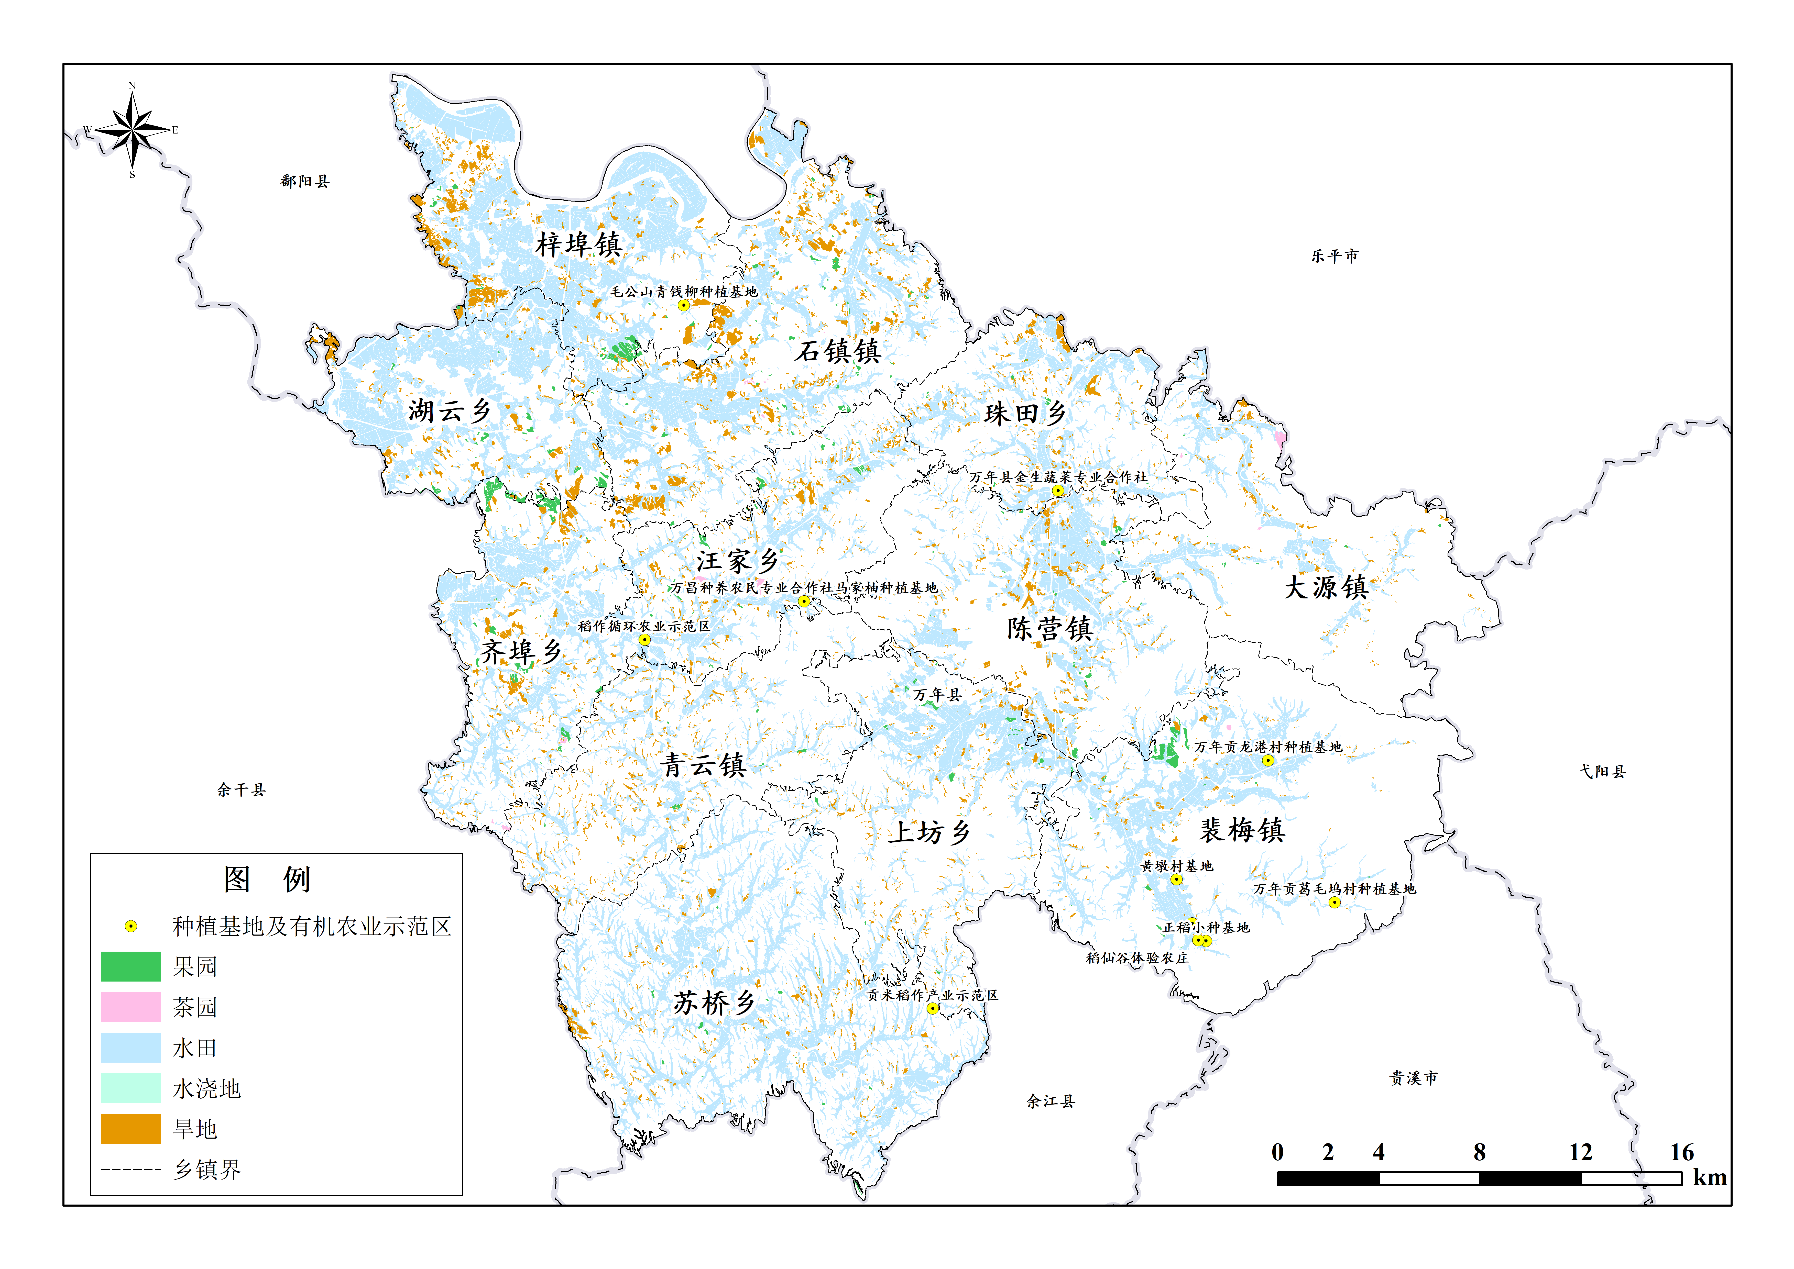 N
W
E
S
鄱阳县
乐平市
梓埠镇
毛公山青钱柳种植基地
石镇镇
湖云乡
珠田乡
万年县金生蔬菜专业合作社
汪家乡
万昌种养农民专业合作社马家柚种植基地
大源镇
稻作循环农业示范区
陈营镇
齐埠乡
万年县
青云镇
万年贡龙港村种植基地
弋阳县
余干县
上坊乡
裴梅镇
黄墩村基地
万年贡葛毛坞村种植基地
正稻小种基地
稻仙谷体验农庄
苏桥乡
贡米稻作产业示范区
贵溪市
余江县
图 例
种植基地及有机农业示范区
果园
茶园
水田
水浇地
旱地
乡镇界
0 2 4 8 12 16
km